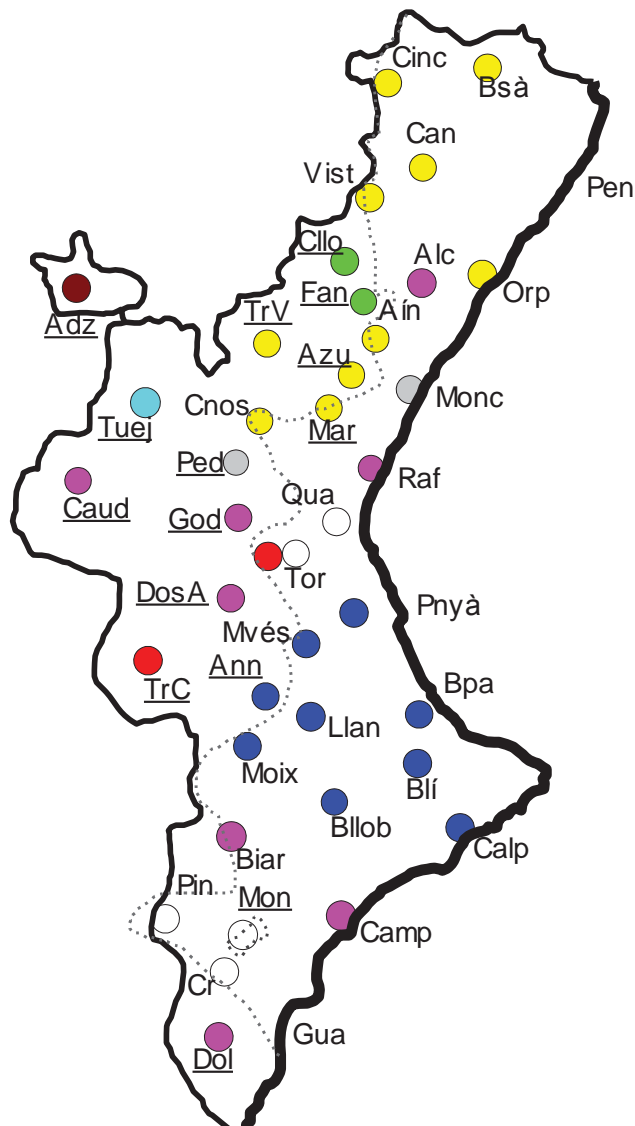 Cinc
Bsà
Can
Pen
Vist
Cllo
Alc
Orp
Adz
Fan
TrV
Aín
Azu
Monc
Tuej
Cnos
Mar
Ped
Raf
Caud
Qua
God
Tor
DosA
Pnyà
Mvés
Ann
TrC
Bpa
Llan
Moix
Blí
Bllob
Calp
Biar
Pin
Mon
Camp
Cr
Gua
Dol